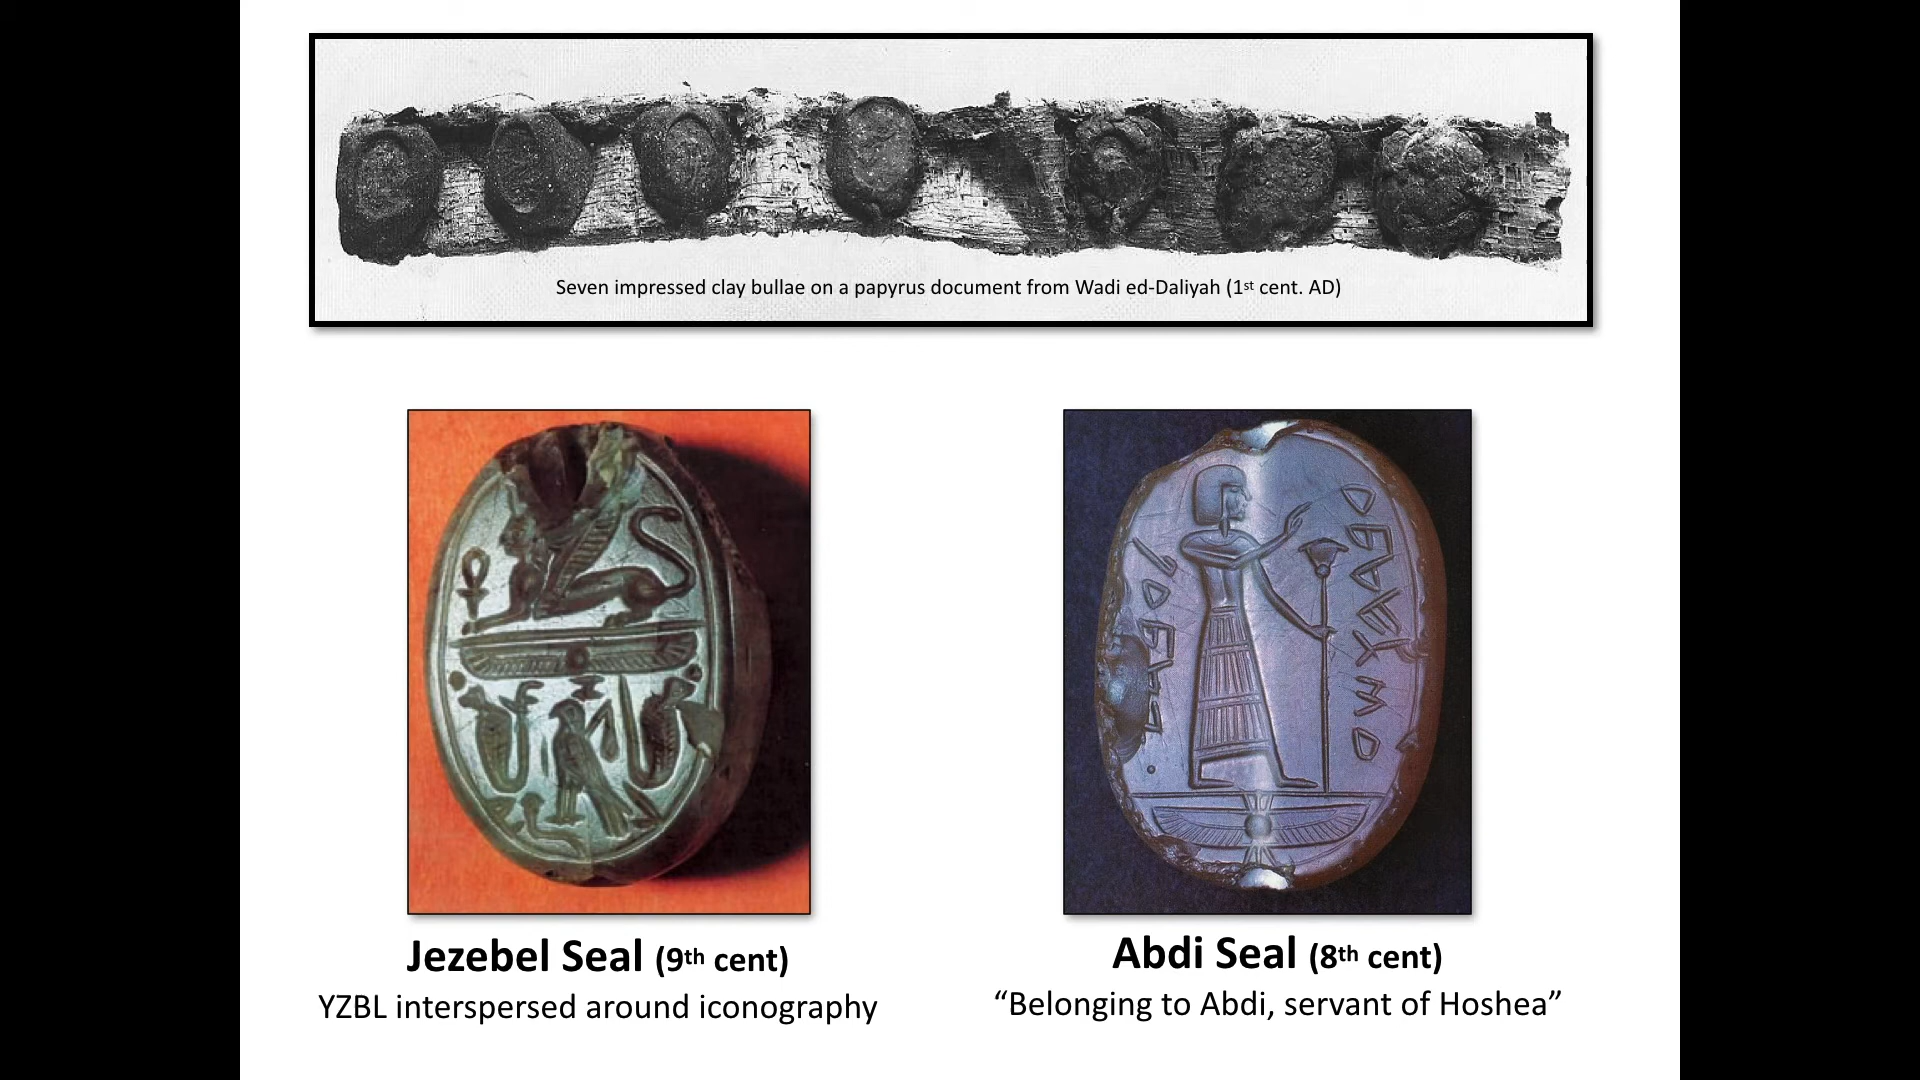 Seven impressed clay bullae on a papyrus document from Wadi ed-Daliyah (1st cent. AD)
Jezebel Seal (9th cent)
YZBL interspersed around iconography
Abdi Seal (8th cent)
“Belonging to Abdi, servant of Hoshea”